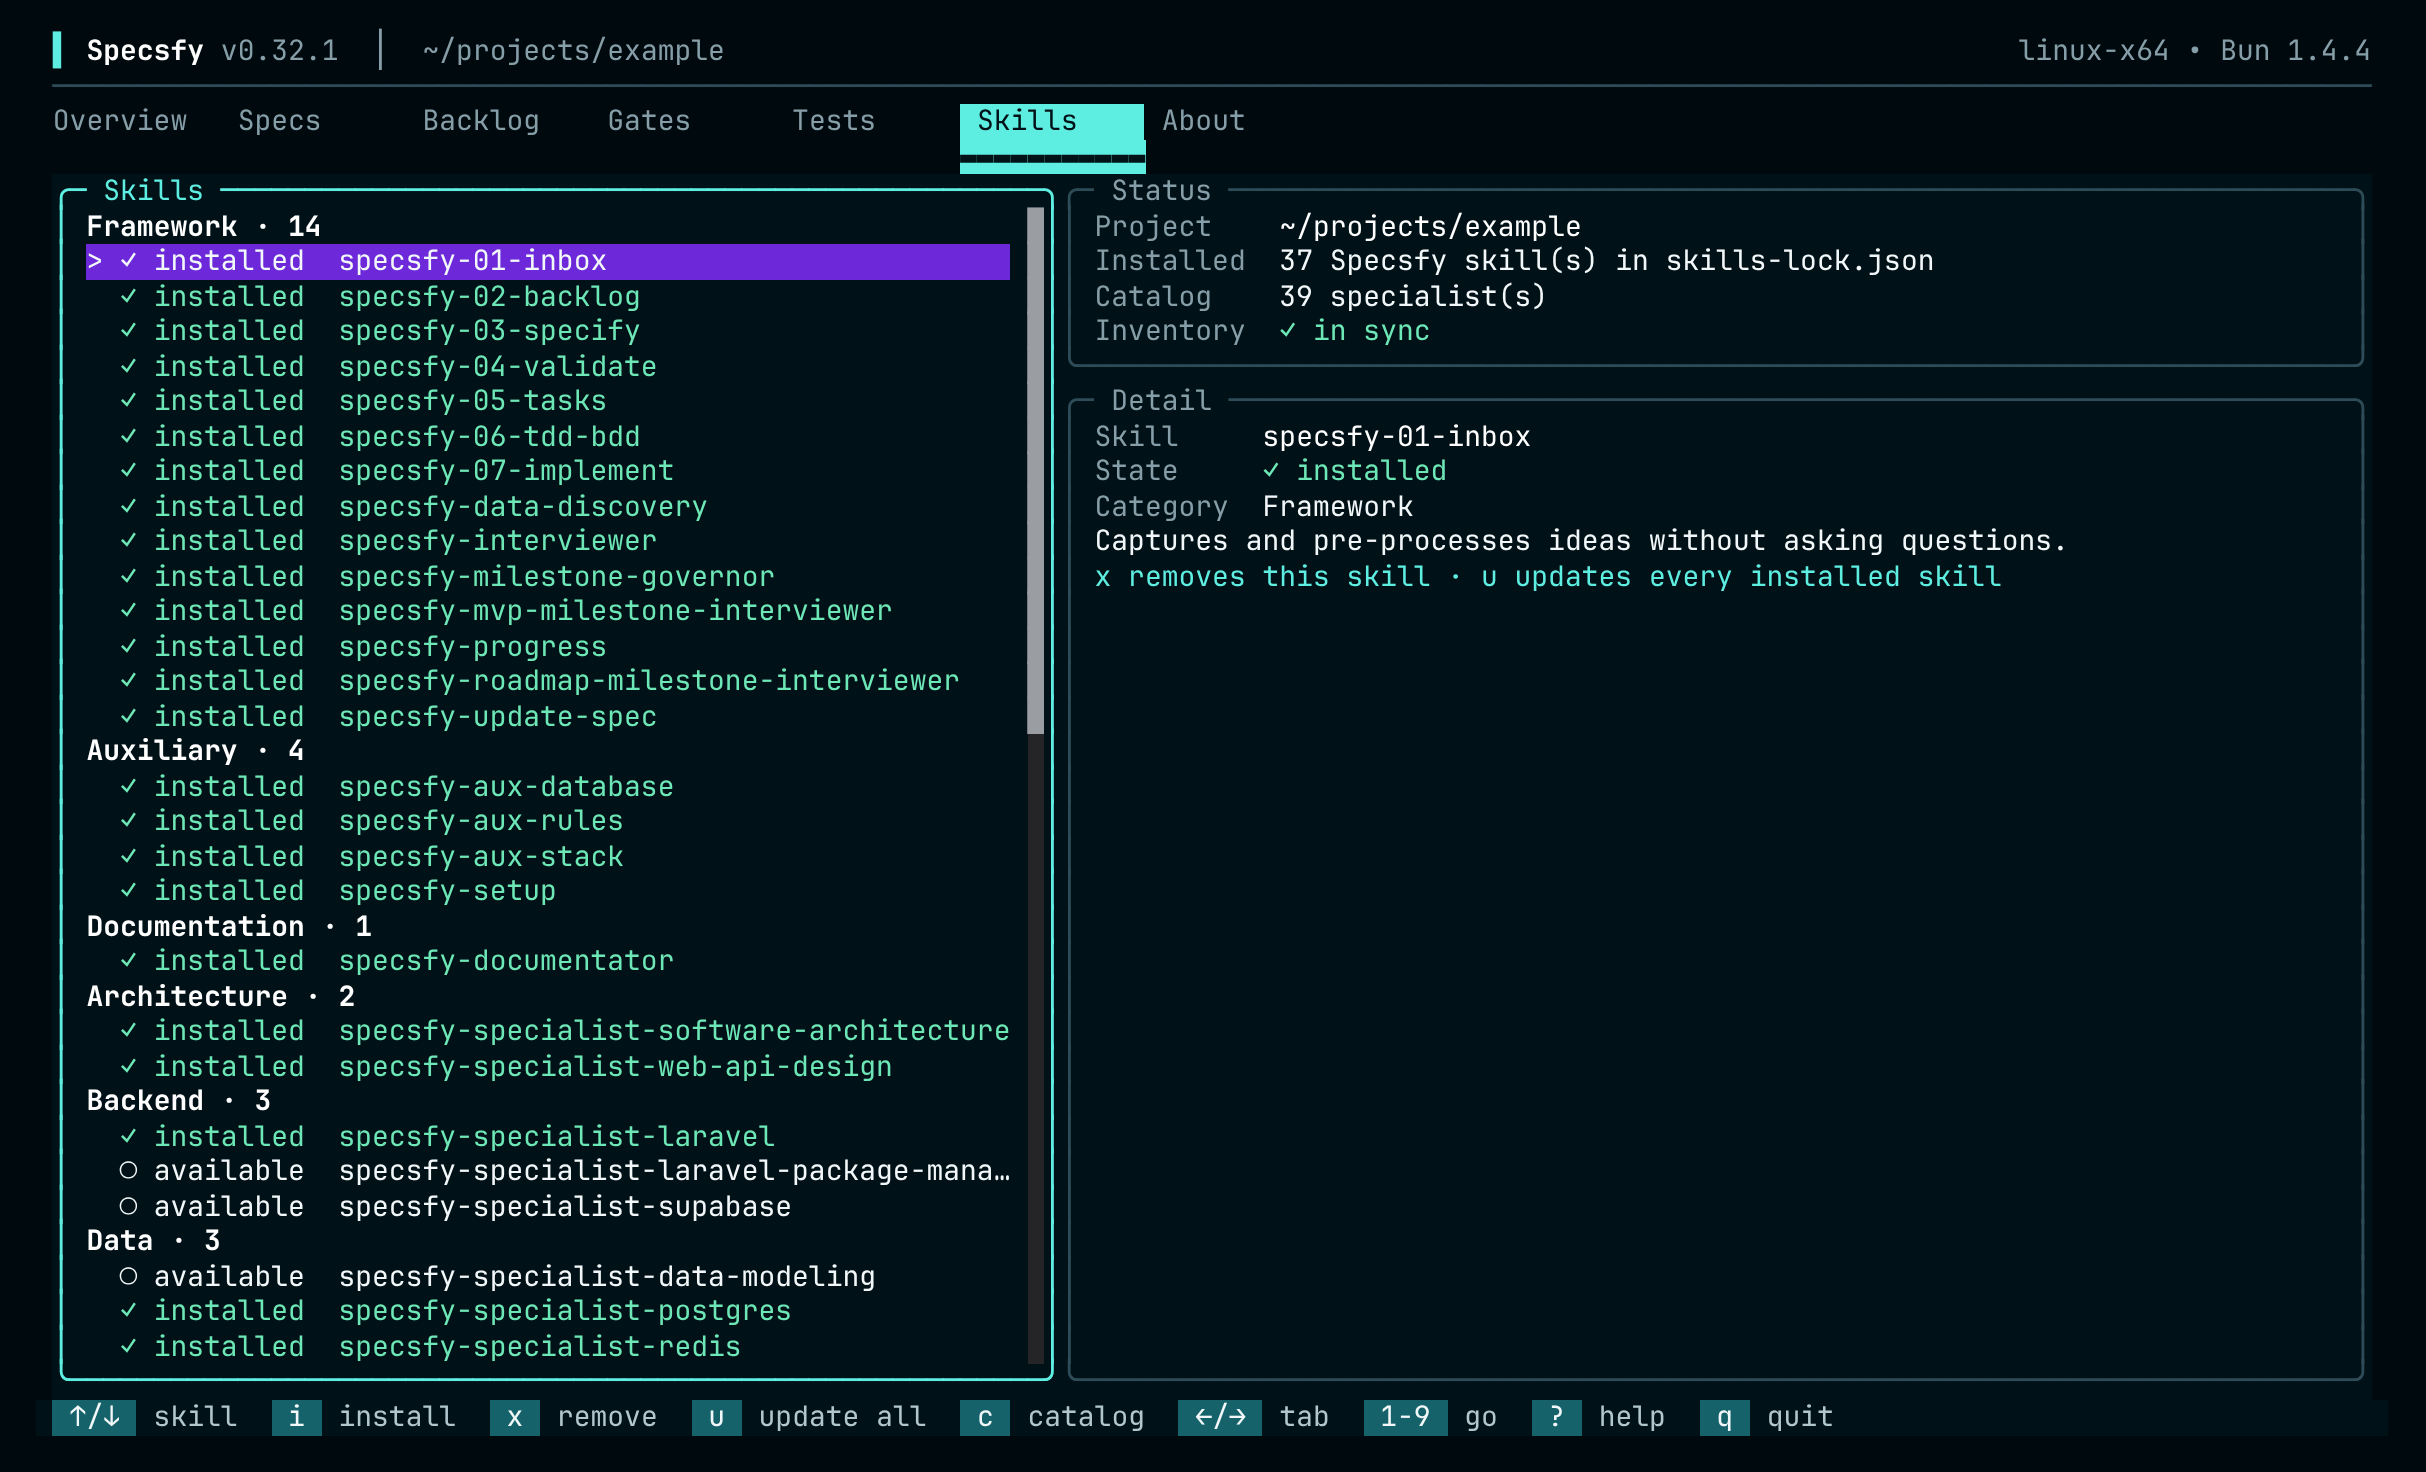 Specsfy v0.32.1 │ ~/projects/example linux-x64 • Bun 1.4.4
Overview Specs Backlog Gates Tests Skills About
Skills
Framework · 14
> ✓ installed specsfy-01-inbox
✓ installed specsfy-02-backlog
✓ installed specsfy-03-specify
✓ installed specsfy-04-validate
✓ installed specsfy-05-tasks
✓ installed specsfy-06-tdd-bdd
✓ installed specsfy-07-implement
✓ installed specsfy-data-discovery
✓ installed specsfy-interviewer
✓ installed specsfy-milestone-governor
✓ installed specsfy-mvp-milestone-interviewer
✓ installed specsfy-progress
✓ installed specsfy-roadmap-milestone-interviewer
✓ installed specsfy-update-spec
Auxiliary · 4
✓ installed specsfy-aux-database
✓ installed specsfy-aux-rules
✓ installed specsfy-aux-stack
✓ installed specsfy-setup
Documentation · 1
✓ installed specsfy-documentator
Architecture · 2
✓ installed specsfy-specialist-software-architecture
✓ installed specsfy-specialist-web-api-design
Backend · 3
✓ installed specsfy-specialist-laravel
○ available specsfy-specialist-laravel-package-mana…
○ available specsfy-specialist-supabase
Data · 3
○ available specsfy-specialist-data-modeling
✓ installed specsfy-specialist-postgres
✓ installed specsfy-specialist-redis
Status
Project ~/projects/example
Installed 37 Specsfy skill(s) in skills-lock.json
Catalog 39 specialist(s)
Inventory ✓ in sync
Detail
Skill specsfy-01-inbox
State ✓ installed
Category Framework
Captures and pre-processes ideas without asking questions.
x removes this skill · u updates every installed skill
↑/↓ skill i install x remove u update all c catalog ←/→ tab 1-9 go ? help q quit